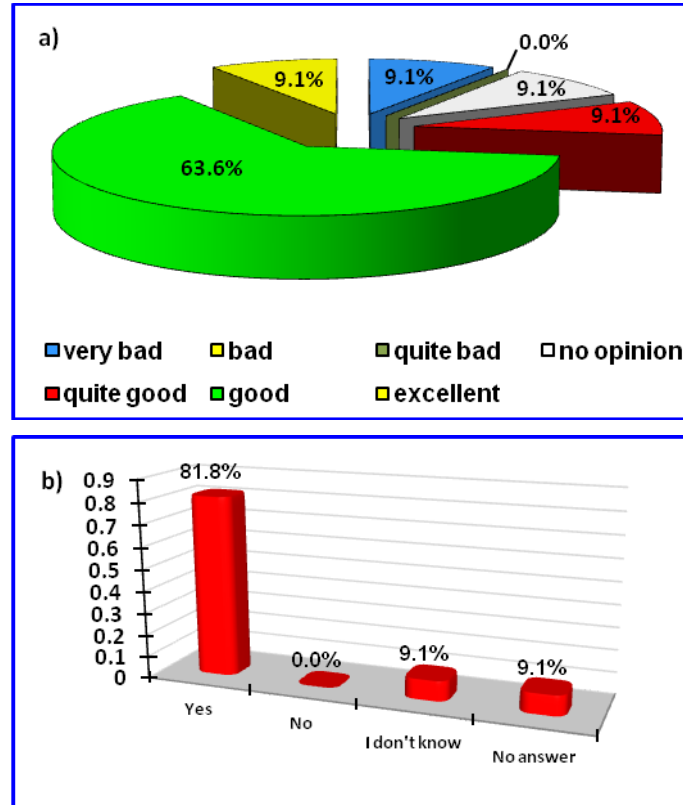 a)
0.0%
9.1%
9.1%
9.1%
9.1%
63.6%
very bad
bad
quite bad
no opinion
quite good
good
excellent
b)
81.8%
0.9
0.8
0.7
0.6
0.5
0.4
0.3
0.2
0.1
0
0.0%
9.1%
9.1%
Yes
No
I don't know
No answer